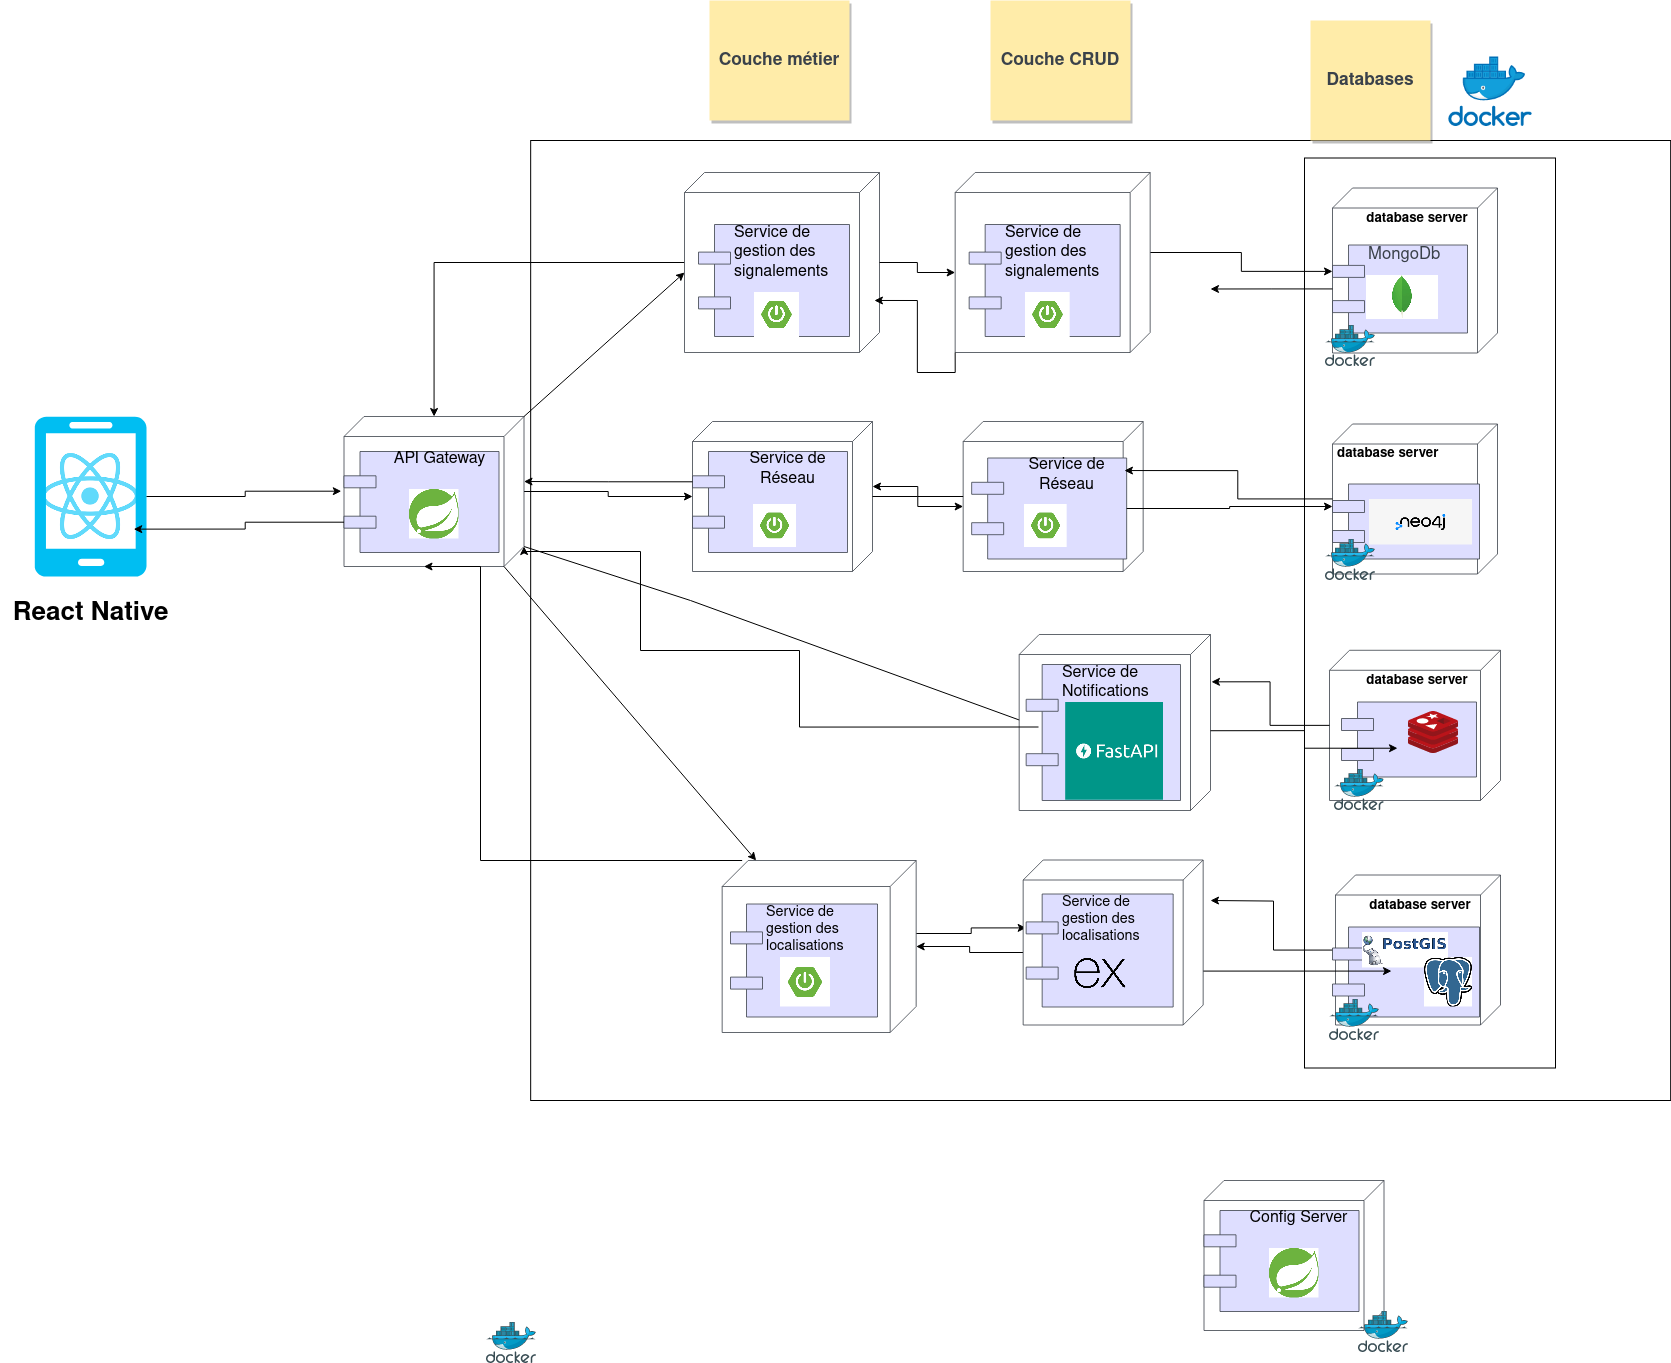 Couche métier
Couche CRUD
Databases
docker
Service de
gestion des
signalements
Service de
gestion des
signalements
database server
MongoDb
docker
API Gateway
React Native
Service de
Réseau
Service de
Réseau
database server
neo4j
docker
Service de
Notifications
FastAPI
database server
docker
Service de
gestion des
localisations
Service de
gestion des
localisations
ex
database server
PostGIS
docker
Config Server
docker
docker